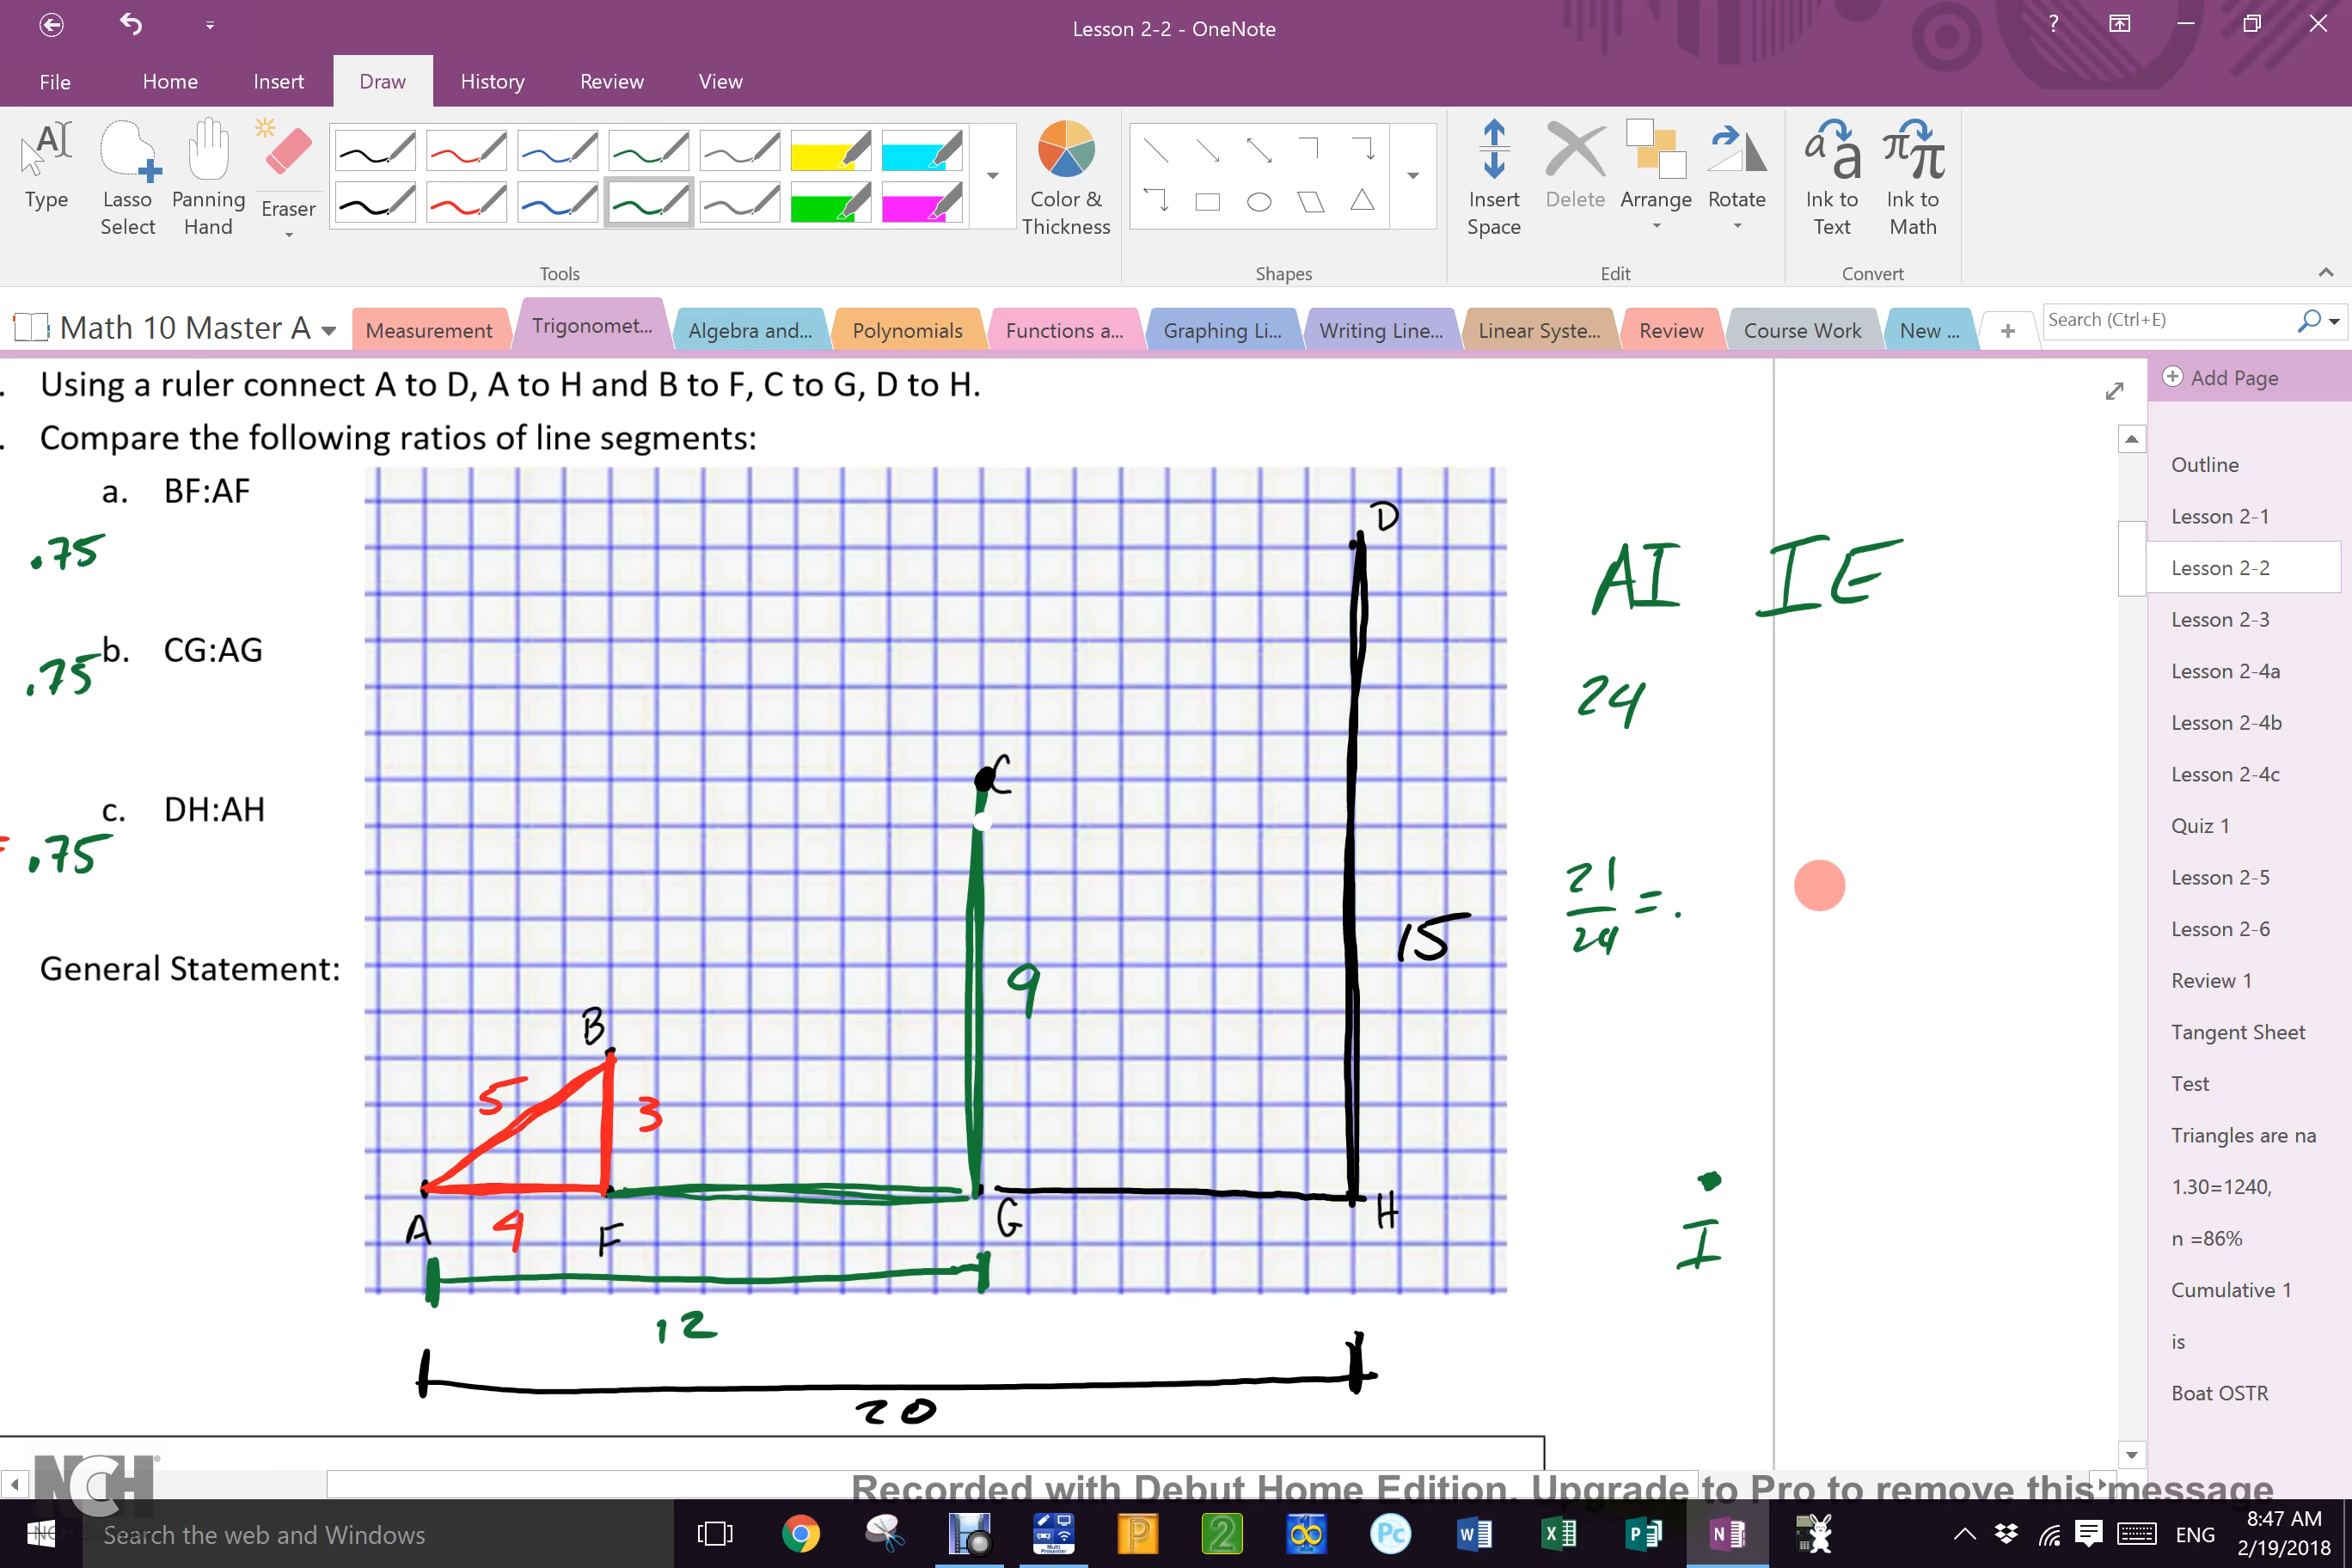 Lesson 2-2 - OneNote
?
File Home Insert Draw History Review View
Type
Lasso Select
Panning Hand
Eraser
Color & Thickness
Insert Space
Delete
Arrange
Rotate
Ink to Text
Ink to Math
Tools
Shapes
Edit
Convert
Math 10 Master A
Measurement
Trigonomet...
Algebra and...
Polynomials
Functions a...
Graphing Li...
Writing Line...
Linear Syste...
Review
Course Work
New ...
+
Search (Ctrl+E)
. Using a ruler connect A to D, A to H and B to F, C to G, D to H.
. Compare the following ratios of line segments:
a. BF:AF
.75
b. CG:AG
.75
c. DH:AH
.75
General Statement:
D
C
15
9
B
5
3
A
4
F
G
H
12
20
AI IE
24
21
24
= .
I
Add Page
Outline
Lesson 2-1
Lesson 2-2
Lesson 2-3
Lesson 2-4a
Lesson 2-4b
Lesson 2-4c
Quiz 1
Lesson 2-5
Lesson 2-6
Review 1
Tangent Sheet
Test
Triangles are na
1.30=1240,
n =86%
Cumulative 1
is
Boat OSTR
NCH
Recorded with Debut Home Edition. Upgrade to Pro to remove this message
Search the web and Windows
ENG
8:47 AM
2/19/2018